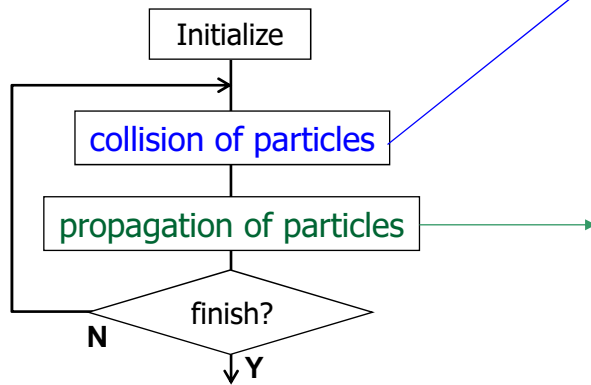 Initialize
collision of particles
propagation of particles
finish?
N
Y